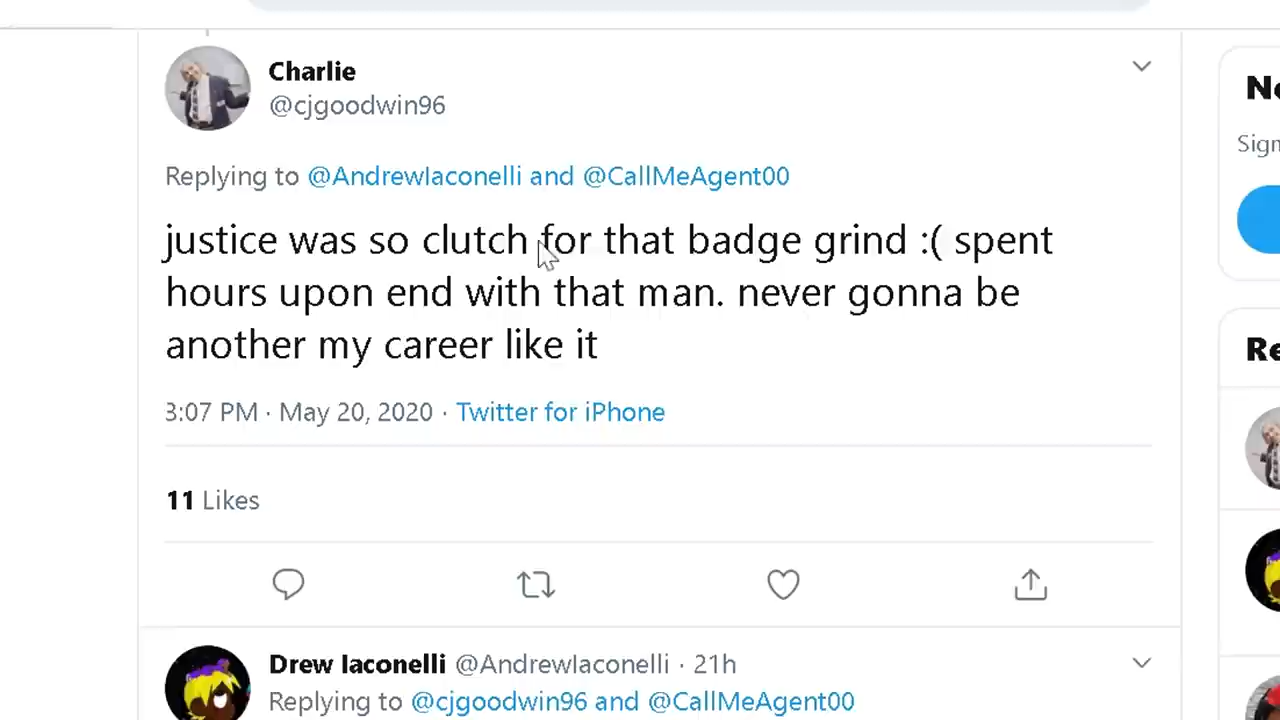 Charlie
@cjgoodwin96
Replying to @AndrewIaconelli and @CallMeAgent00
justice was so clutch for that badge grind :( spent
hours upon end with that man. never gonna be
another my career like it
3:07 PM · May 20, 2020 · Twitter for iPhone
11 Likes
Drew Iaconelli @AndrewIaconelli · 21h
Replying to @cjgoodwin96 and @CallMeAgent00